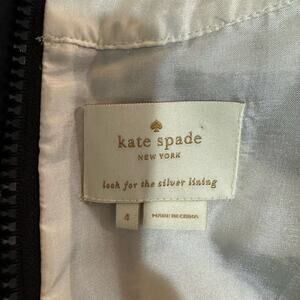 kate spade
NEW YORK
look for the silver lining
4
MADE IN CHINA